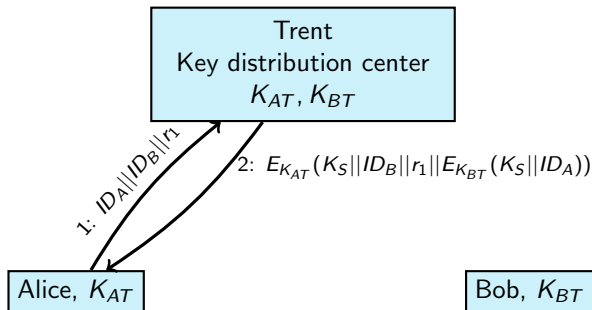 Trent
Key distribution center
K_{AT}, K_{BT}
1: ID_A||ID_B||r_1
2: E_{K_{AT}}(K_S||ID_B||r_1||E_{K_{BT}}(K_S||ID_A))
Alice, K_{AT}
Bob, K_{BT}